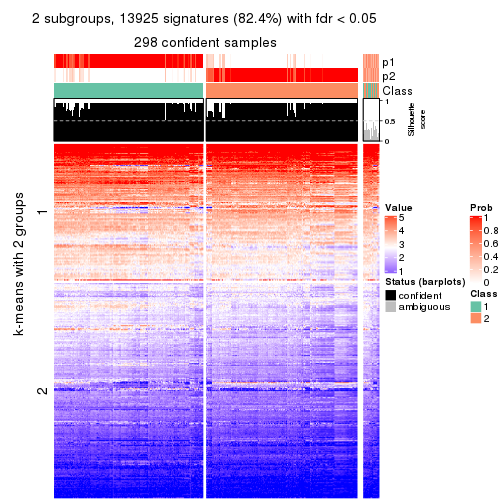 2 subgroups, 13925 signatures (82.4%) with fdr < 0.05
298 confident samples
p1
p2
Class
1
0.5
0
Silhouette
score
k-means with 2 groups
1
2
Value
5
4
3
2
1
Prob
1
0.8
0.6
0.4
0.2
0
Status (barplots)
confident
ambiguous
Class
1
2